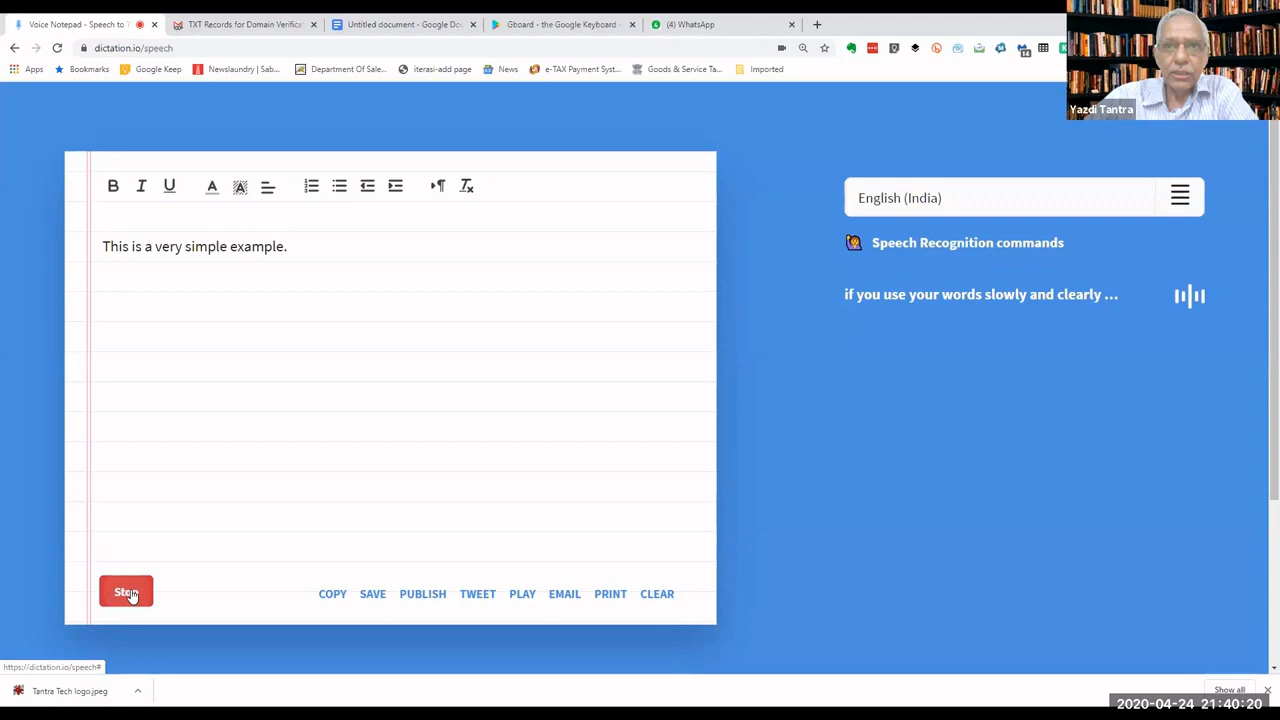 Voice Notepad - Speech to T
TXT Records for Domain Verific
Untitled document - Google Do
Gboard - the Google Keyboard -
(4) WhatsApp
dictation.io/speech
Apps
Bookmarks
Google Keep
Newslaundry | Sab...
Department Of Sale...
iterasi-add page
News
e-TAX Payment Syst...
Goods & Service Ta...
Imported
14
Yazdi Tantra
B I U A A
English (India)
Speech Recognition commands
This is a very simple example.
if you use your words slowly and clearly ...
Stop
COPY SAVE PUBLISH TWEET PLAY EMAIL PRINT CLEAR
https://dictation.io/speech#
Tantra Tech logo.jpeg
Show all
2020-04-24 21:40:20